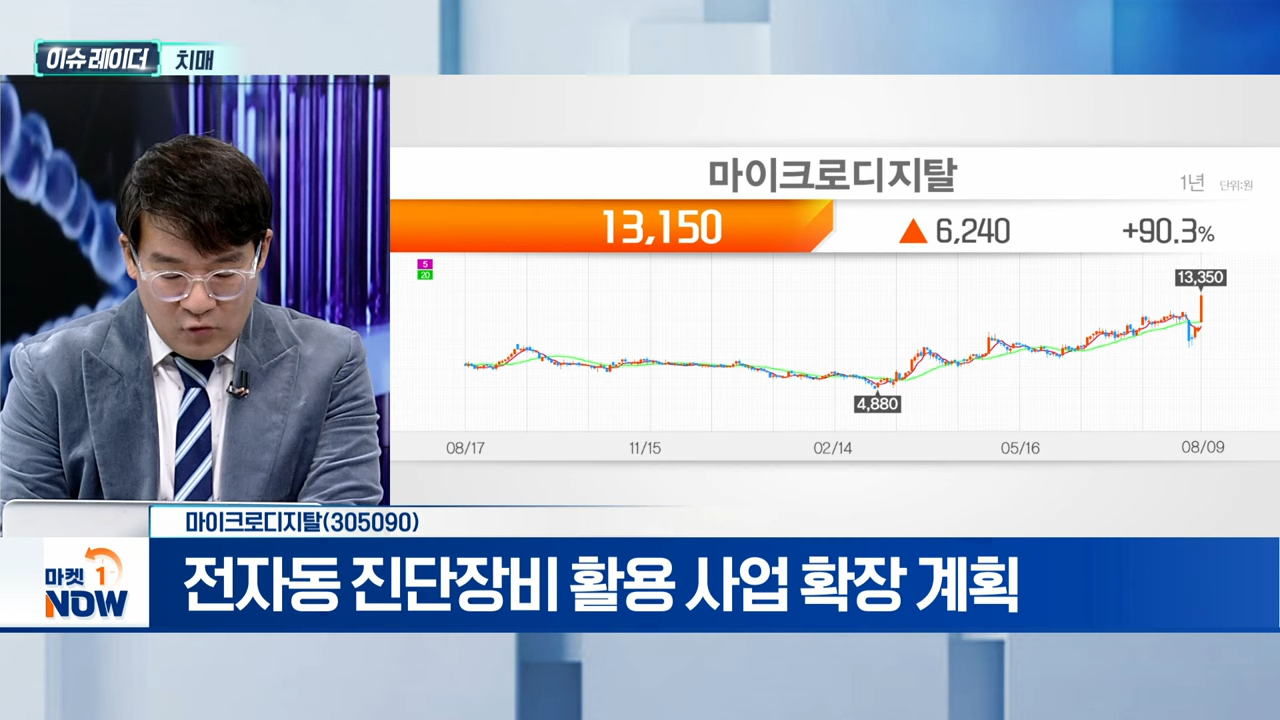 이슈레이더 치매
마이크로디지탈
1년 단위:원
13,150 ▲ 6,240 +90.3%
5
20
13,350
4,880
08/17 11/15 02/14 05/16 08/09
마이크로디지탈(305090)
마켓 1
NOW
전자동 진단장비 활용 사업 확장 계획